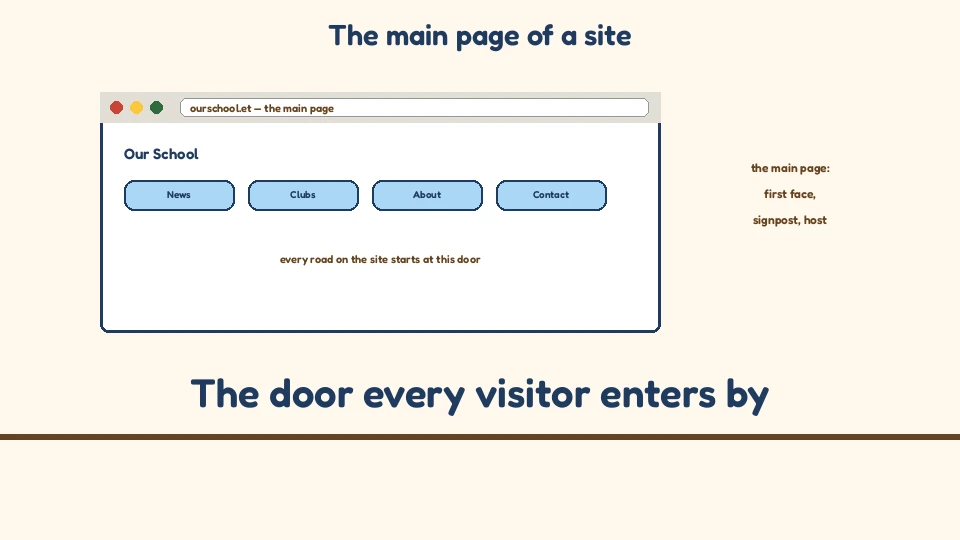 The main page of a site
ourschool.et — the main page
Our School
News
Clubs
About
Contact
every road on the site starts at this door
the main page:
first face,
signpost, host
The door every visitor enters by